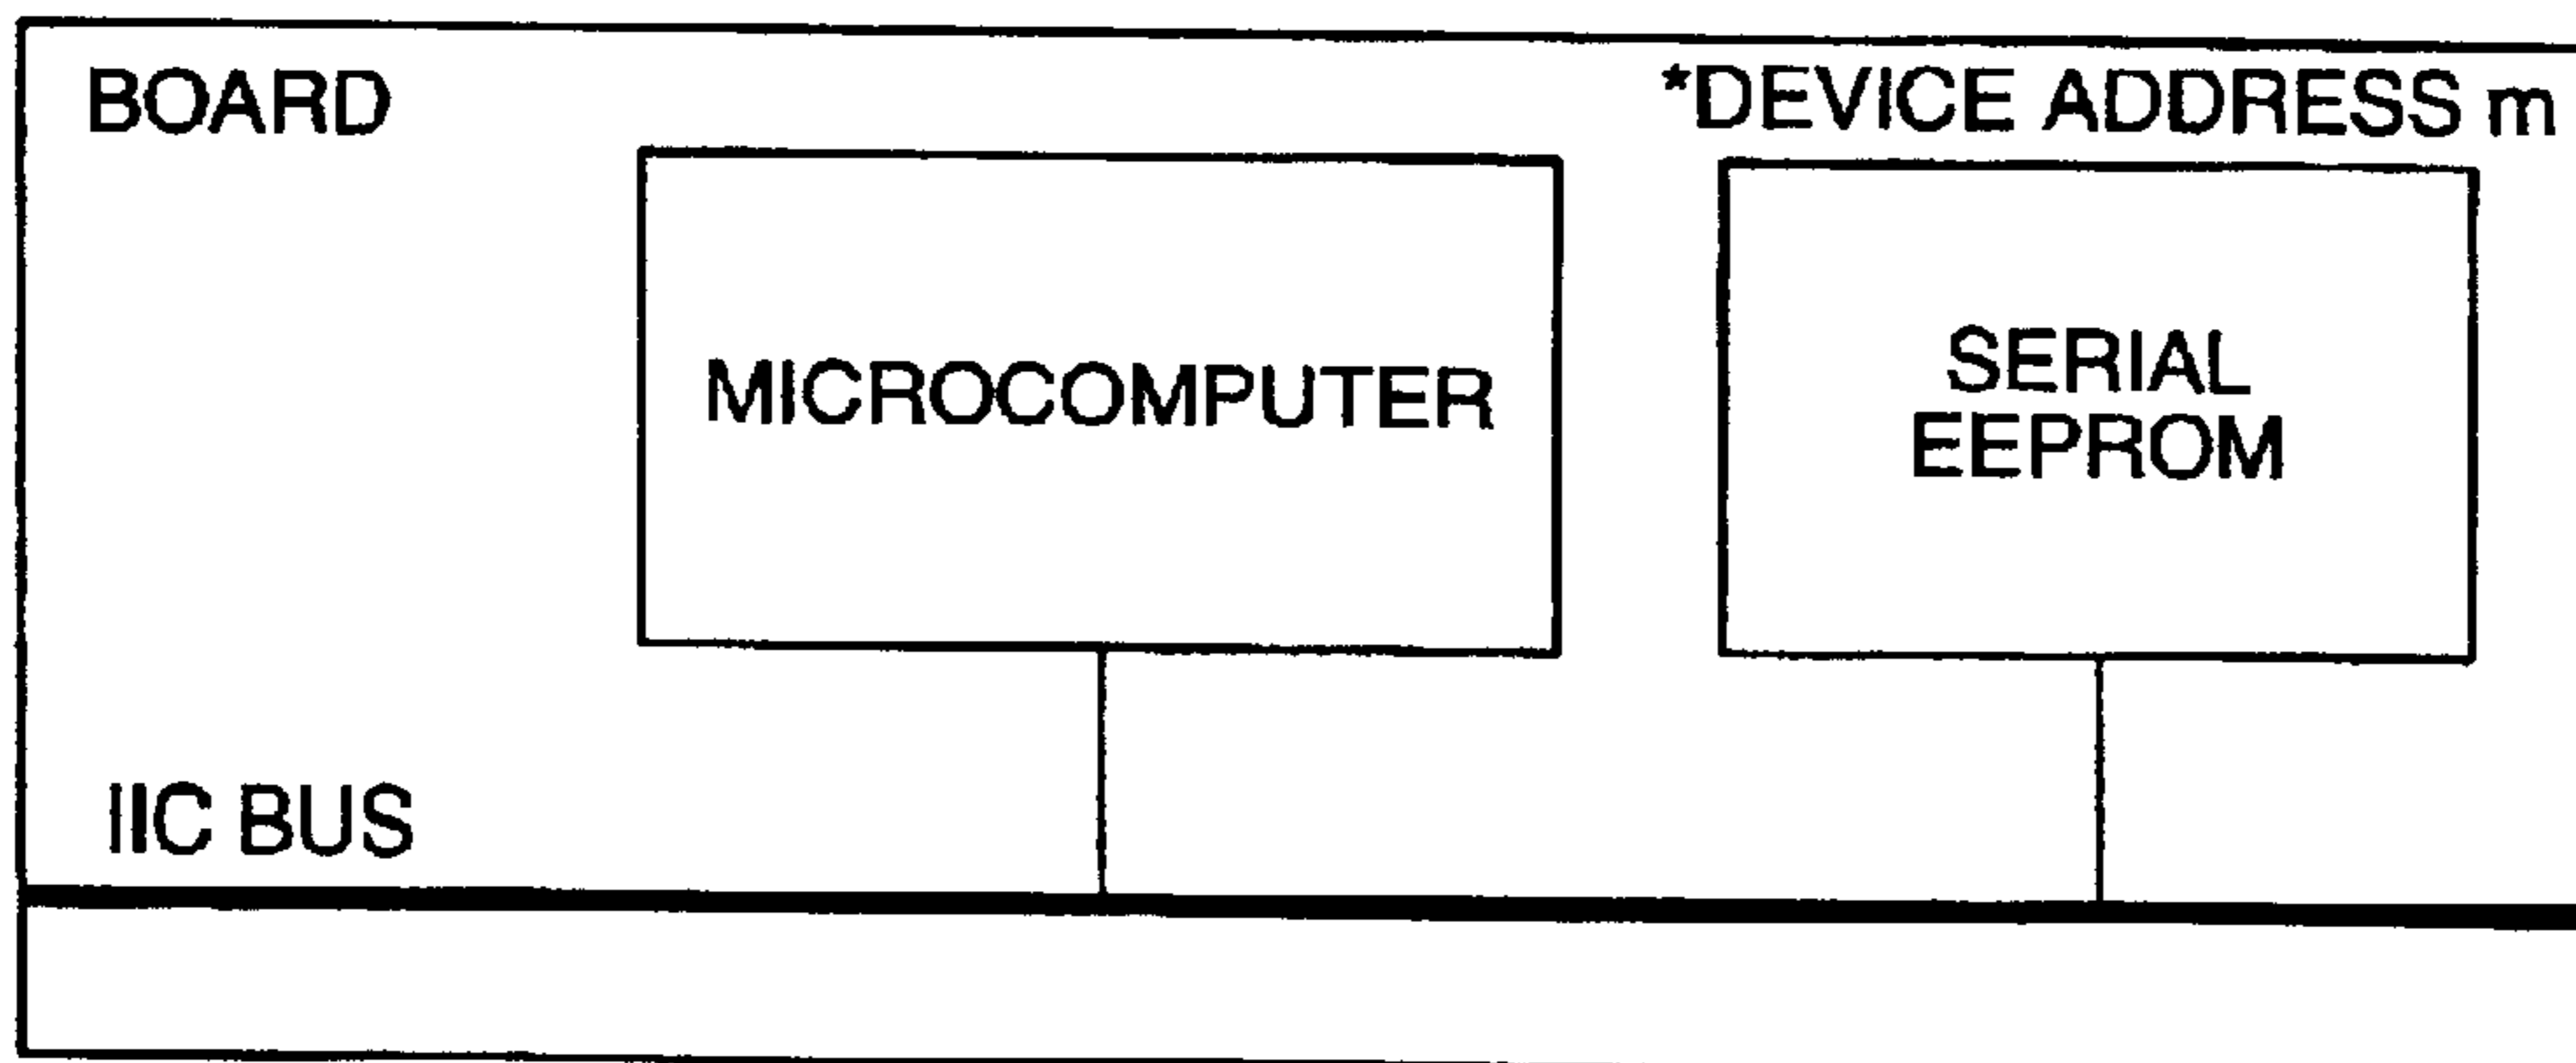 BOARD
*DEVICE ADDRESS m
MICROCOMPUTER
SERIAL
EEPROM
IIC BUS